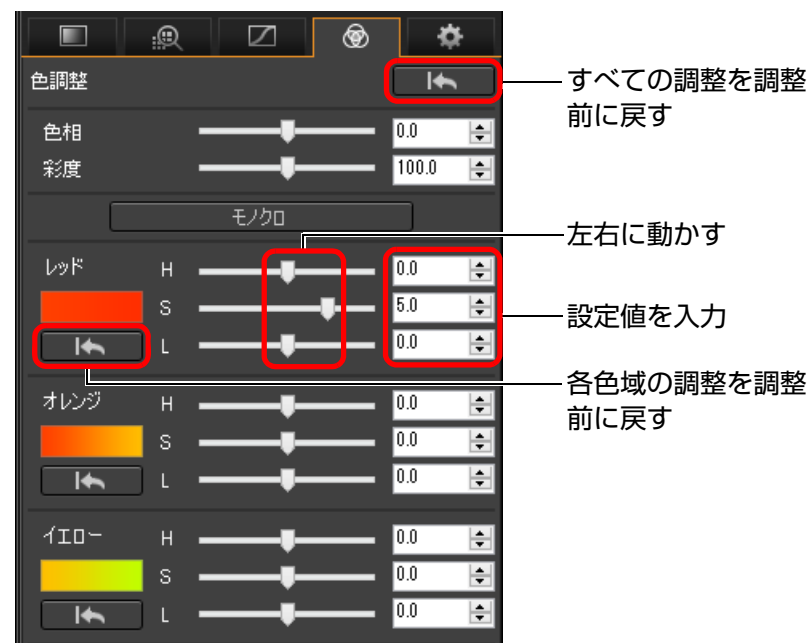 色調整
すべての調整を調整
前に戻す
色相 0.0
彩度 100.0
モノクロ
左右に動かす
レッド H 0.0
S 5.0
設定値を入力
L 0.0
各色域の調整を調整
前に戻す
オレンジ H 0.0
S 0.0
L 0.0
イエロー H 0.0
S 0.0
L 0.0